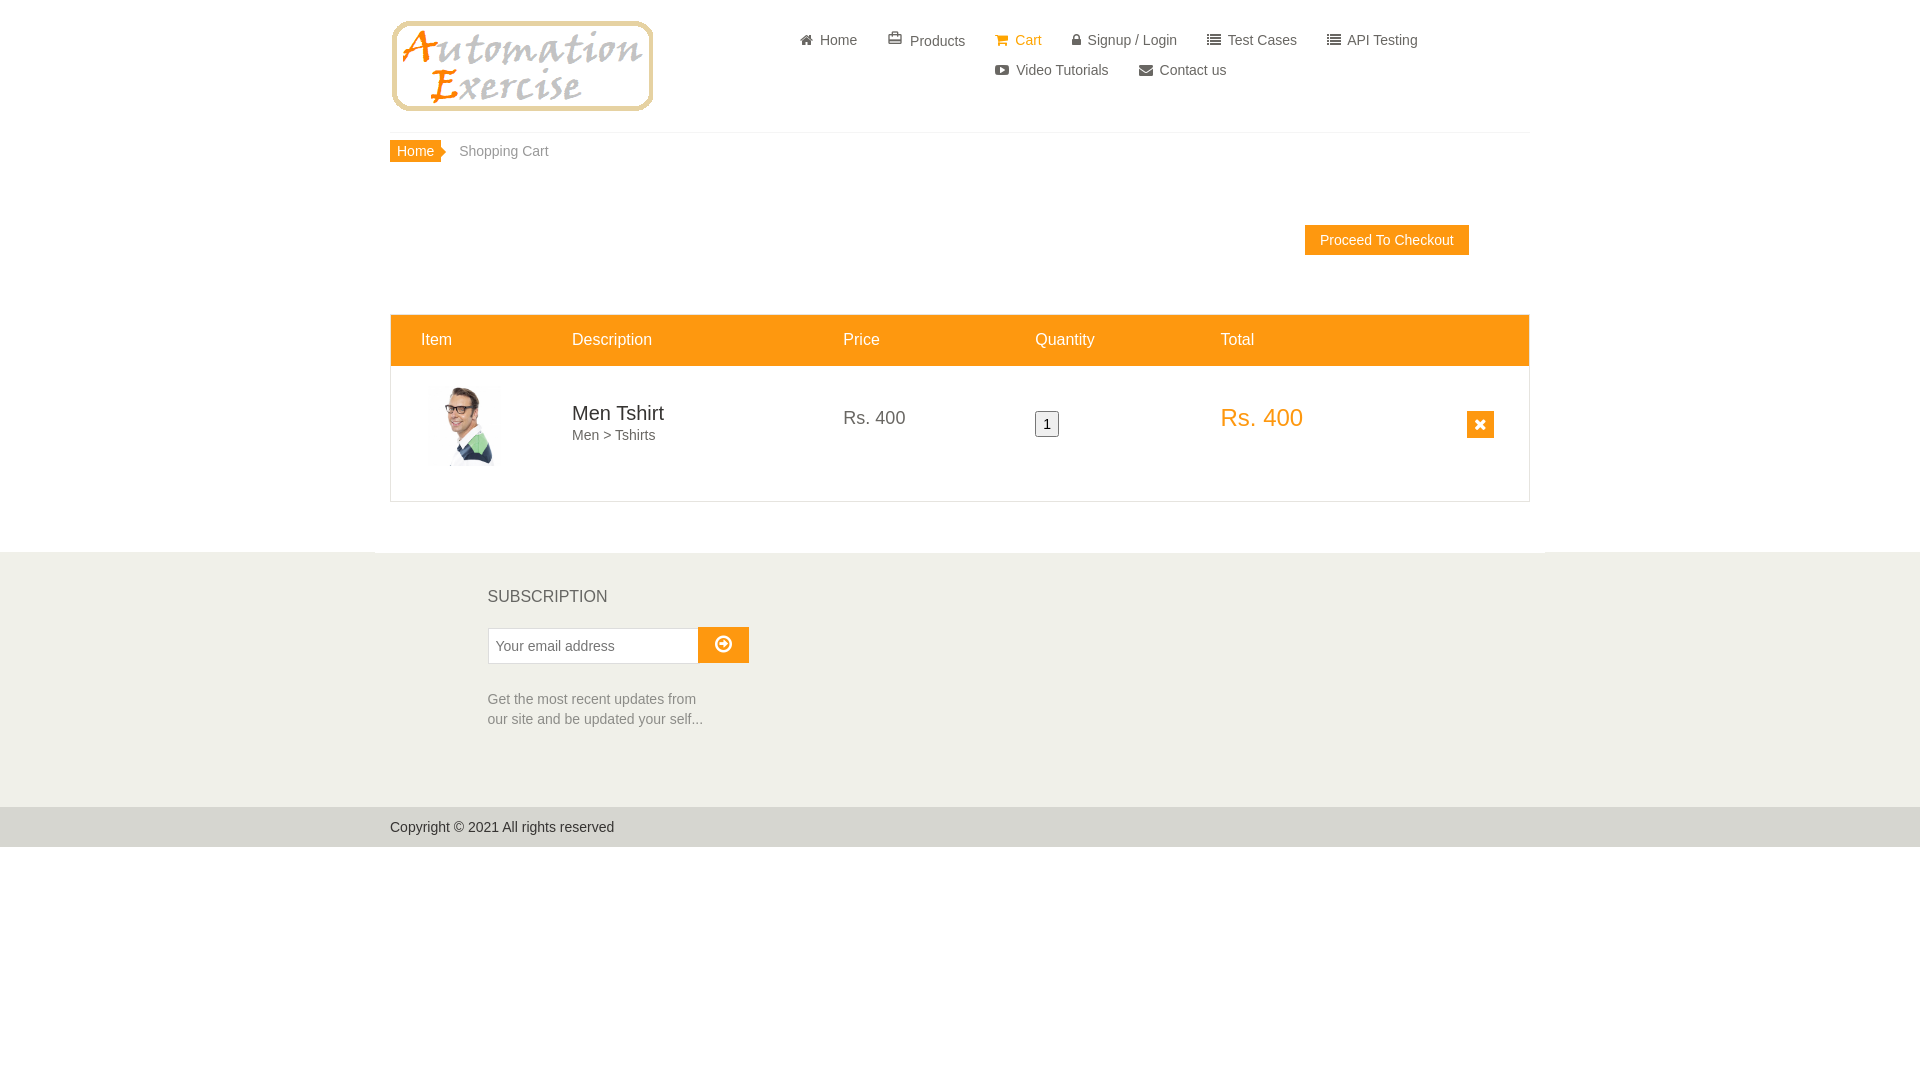 Automation
Exercise
Home
Products
Cart
Signup / Login
Test Cases
API Testing
Video Tutorials
Contact us
Home
Shopping Cart
Proceed To Checkout
Item Description Price Quantity Total
Men Tshirt
Men > Tshirts
Rs. 400
1
Rs. 400
SUBSCRIPTION
Your email address
Get the most recent updates from
our site and be updated your self...
Copyright © 2021 All rights reserved